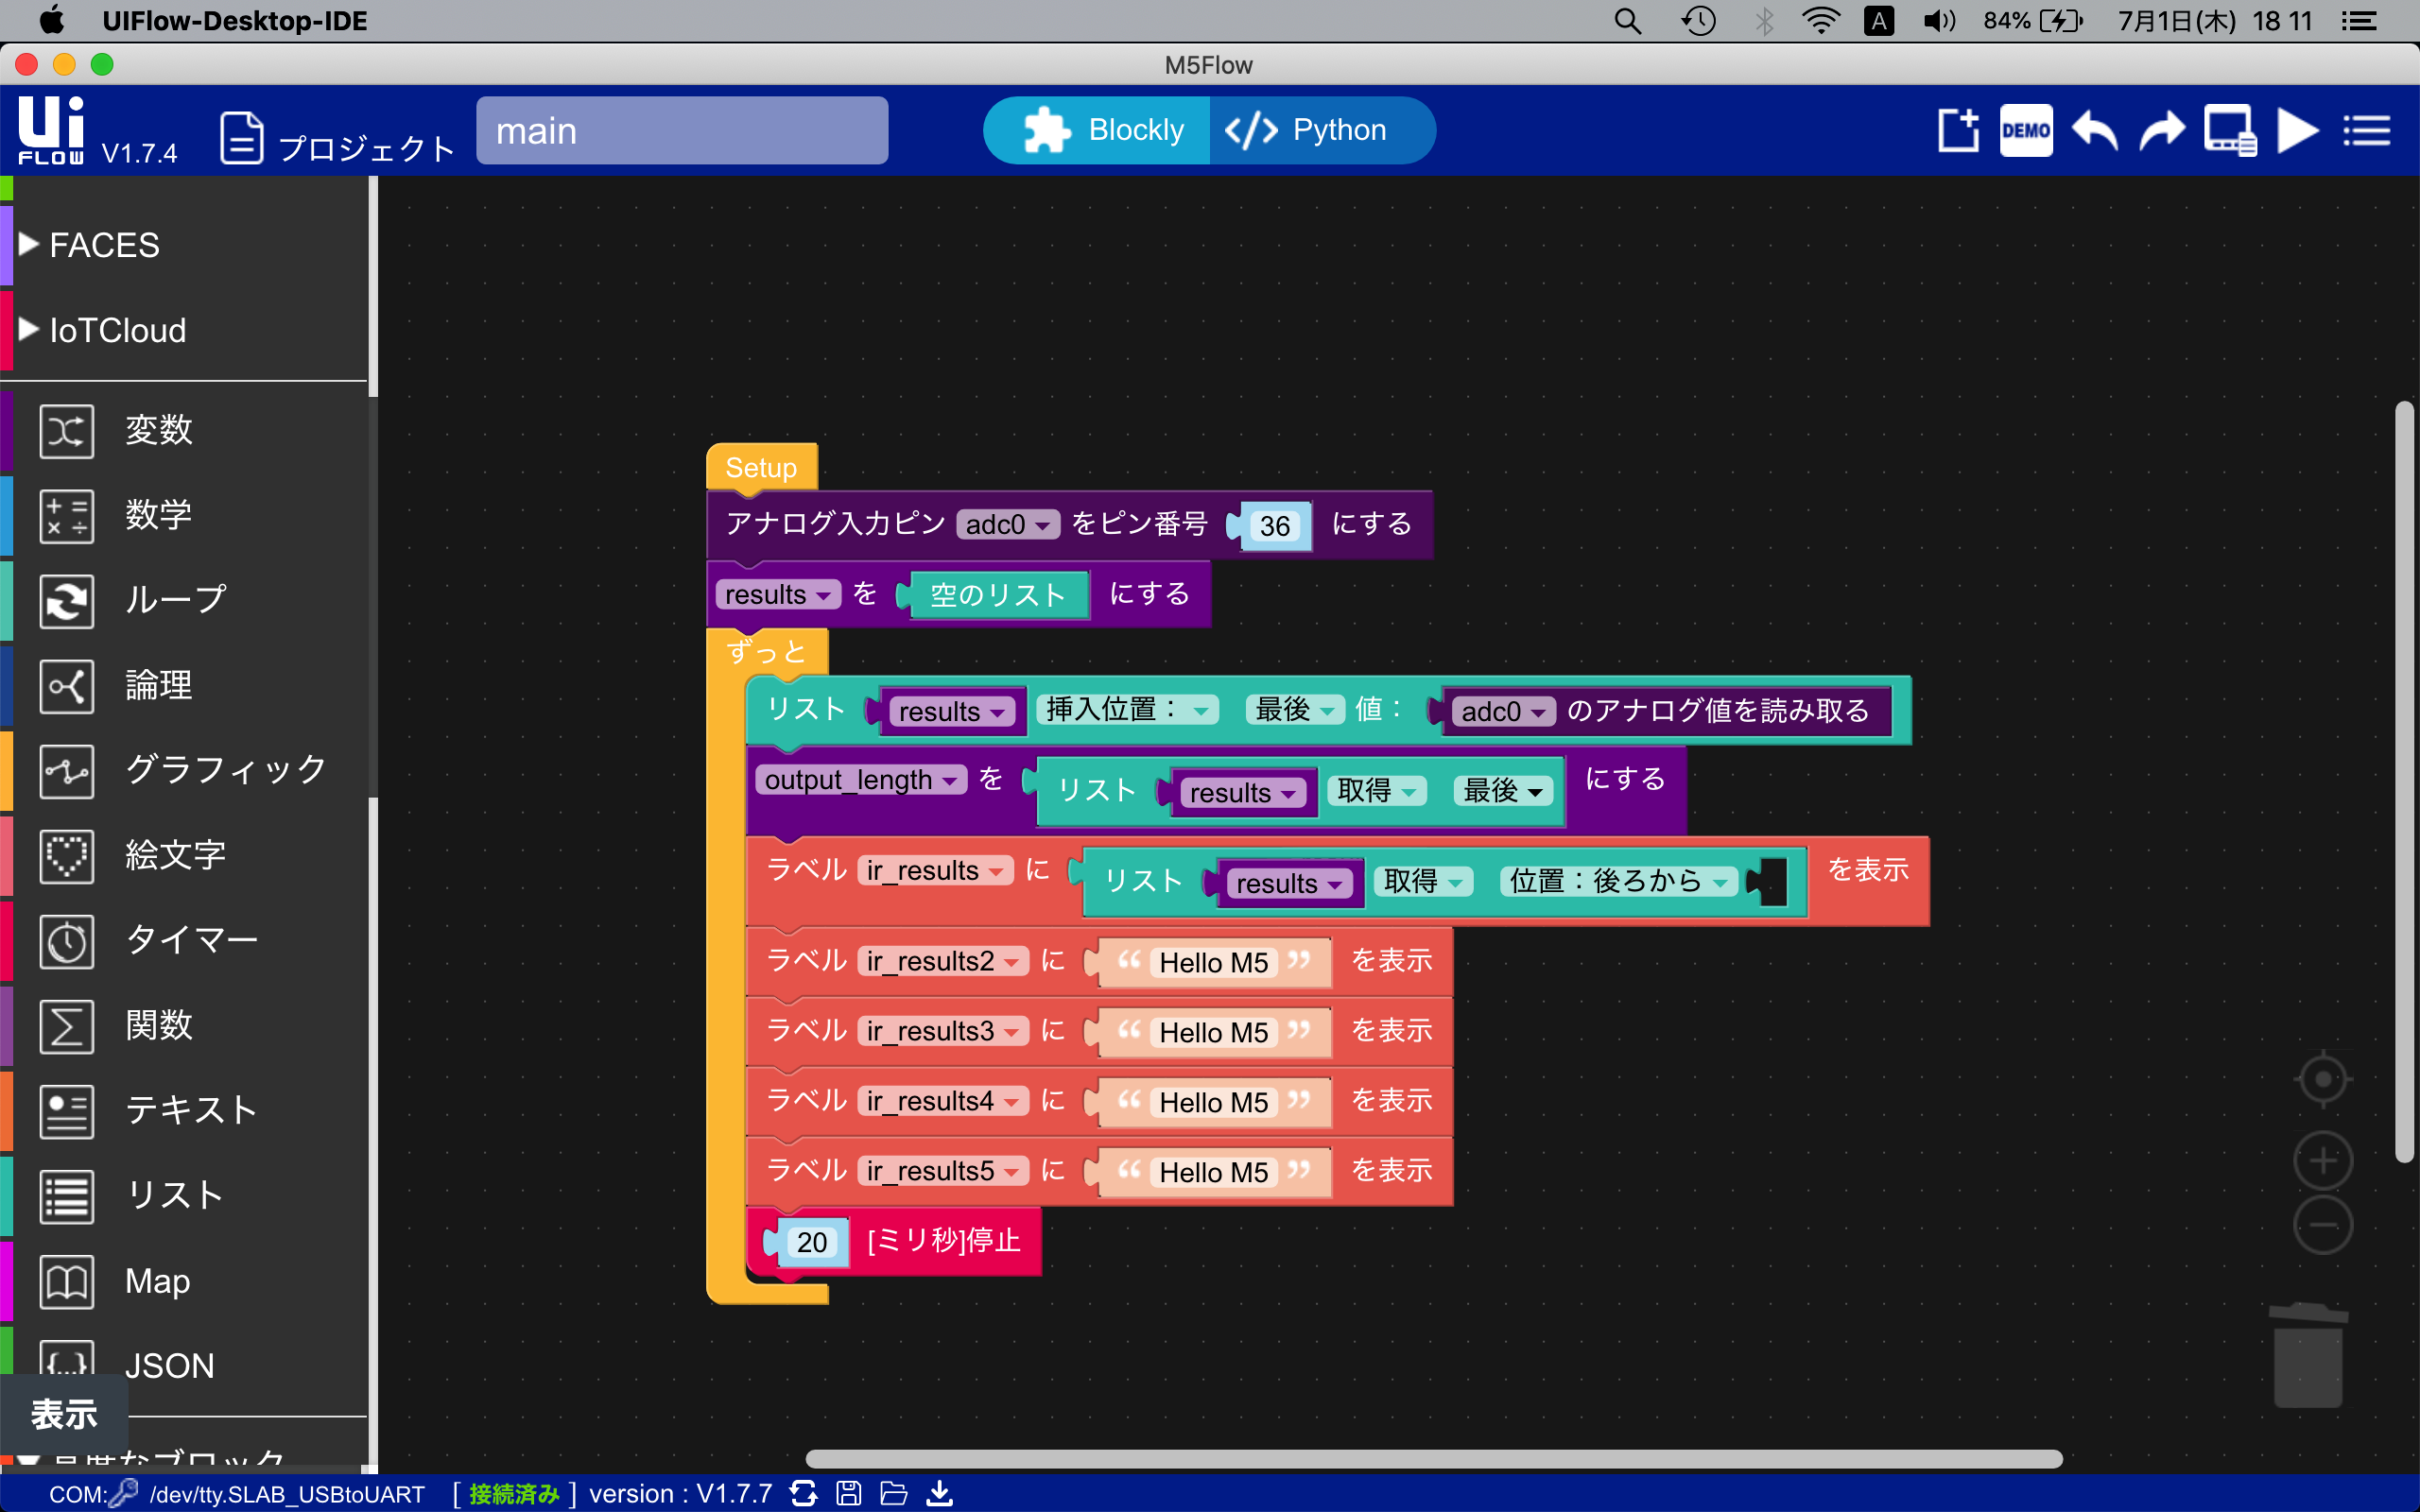 UIFlow-Desktop-IDE A 84% 7月1日(木) 18 11
M5Flow
Ui FLOW V1.7.4 プロジェクト main Blockly </> Python DEMO
FACES
IoTCloud
変数
数学
ループ
論理
グラフィック
絵文字
タイマー
関数
テキスト
リスト
Map
JSON
表示
高度なブロック
Setup
アナログ入力ピン adc0 をピン番号 36 にする
results を 空のリスト にする
ずっと
リスト results 挿入位置： 最後 値： adc0 のアナログ値を読み取る
output_length を リスト results 取得 最後 にする
ラベル ir_results に リスト results 取得 位置：後ろから を表示
ラベル ir_results2 に “ Hello M5 ” を表示
ラベル ir_results3 に “ Hello M5 ” を表示
ラベル ir_results4 に “ Hello M5 ” を表示
ラベル ir_results5 に “ Hello M5 ” を表示
20 [ミリ秒]停止
COM: /dev/tty.SLAB_USBtoUART [ 接続済み ] version : V1.7.7